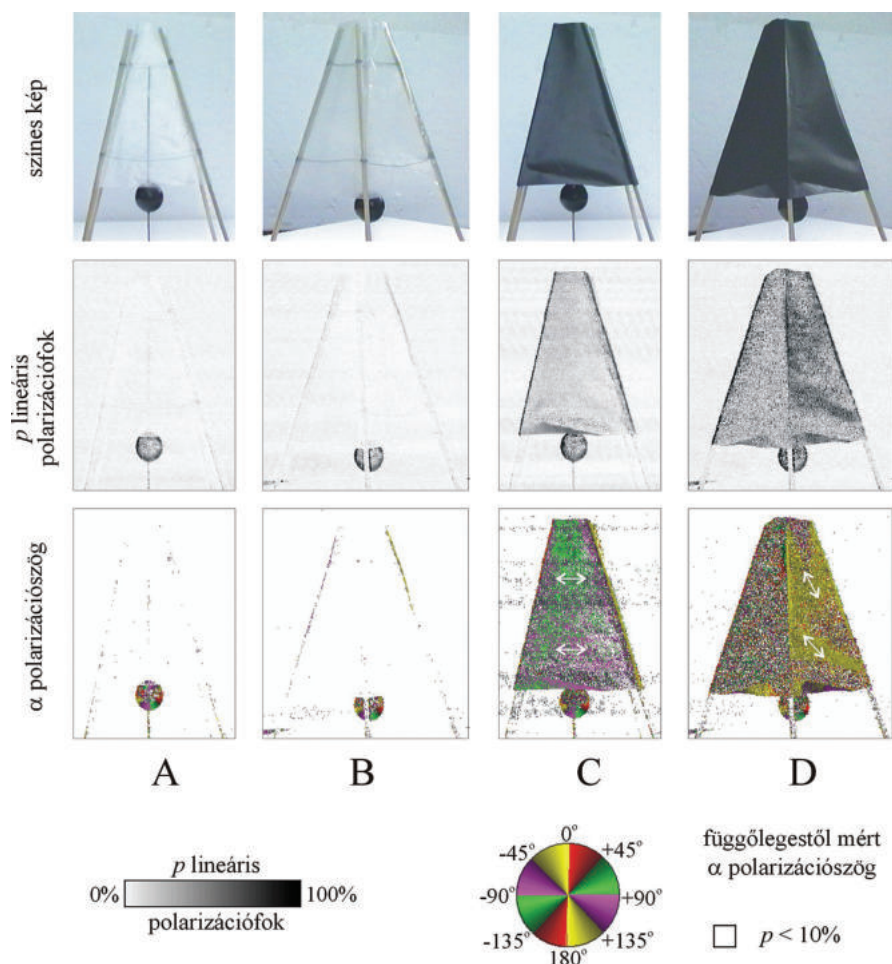 színes kép
p lineáris
polarizációfok
α polarizációszög
A B C D
p lineáris
0% 100%
polarizációfok
0°
-45° +45°
-90° +90°
-135° +135°
180°
függőlegestől mért
α polarizációszög
p < 10%